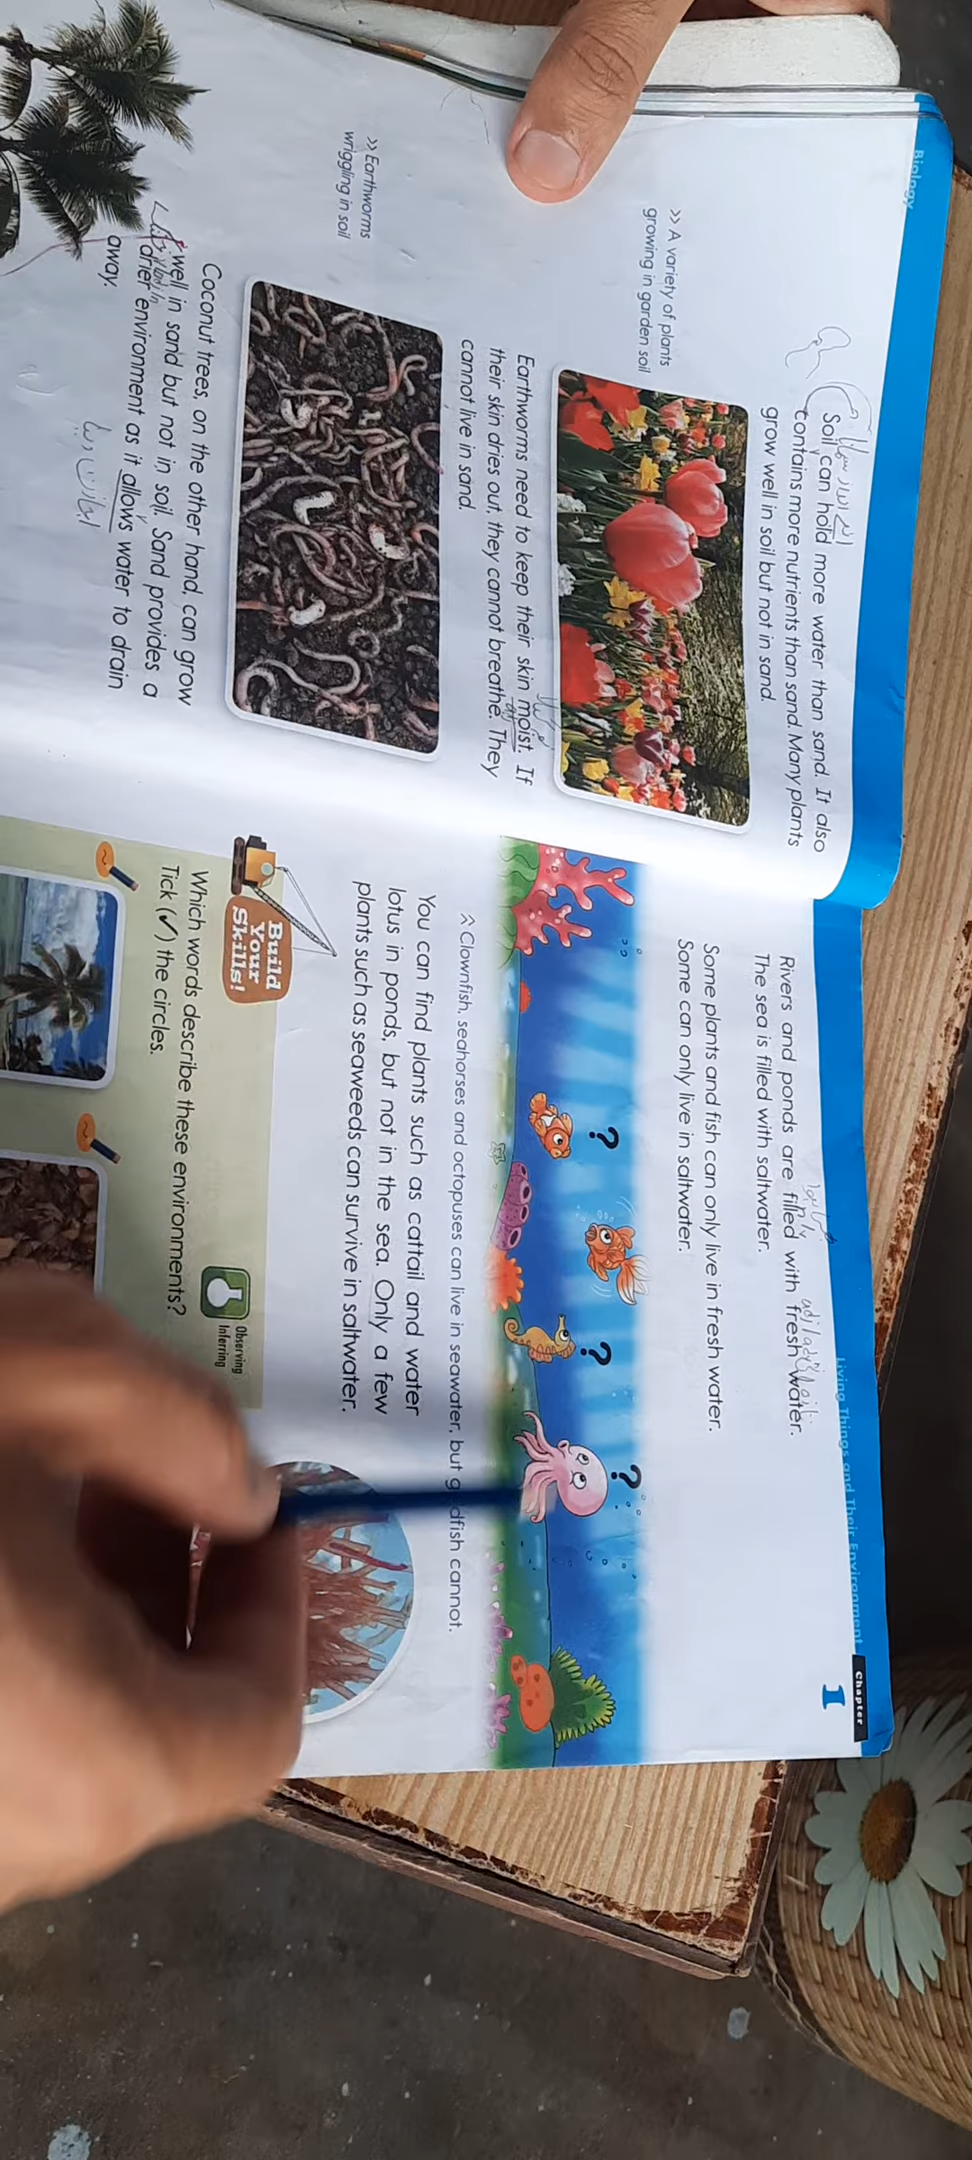 Biology
Soil can hold more water than sand. It also
contains more nutrients than sand. Many plants
grow well in soil but not in sand.
>> A variety of plants
growing in garden soil
Earthworms need to keep their skin moist. If
their skin dries out, they cannot breathe. They
cannot live in sand.
>> Earthworms
wriggling in soil
Coconut trees, on the other hand, can grow
well in sand but not in soil. Sand provides a
drier environment as it allows water to drain
away.
Living Things and Their Environment
Chapter
1
Rivers and ponds are filled with fresh water.
The sea is filled with saltwater.
Some plants and fish can only live in fresh water.
Some can only live in saltwater.
?
?
?
Clownfish, seahorses and octopuses can live in seawater, but g dfish cannot.
You can find plants such as cattail and water
lotus in ponds, but not in the sea. Only a few
plants such as seaweeds can survive in saltwater.
Build
Your
Skills!
Observing
Inferring
Which words describe these environments?
Tick (✓) the circles.